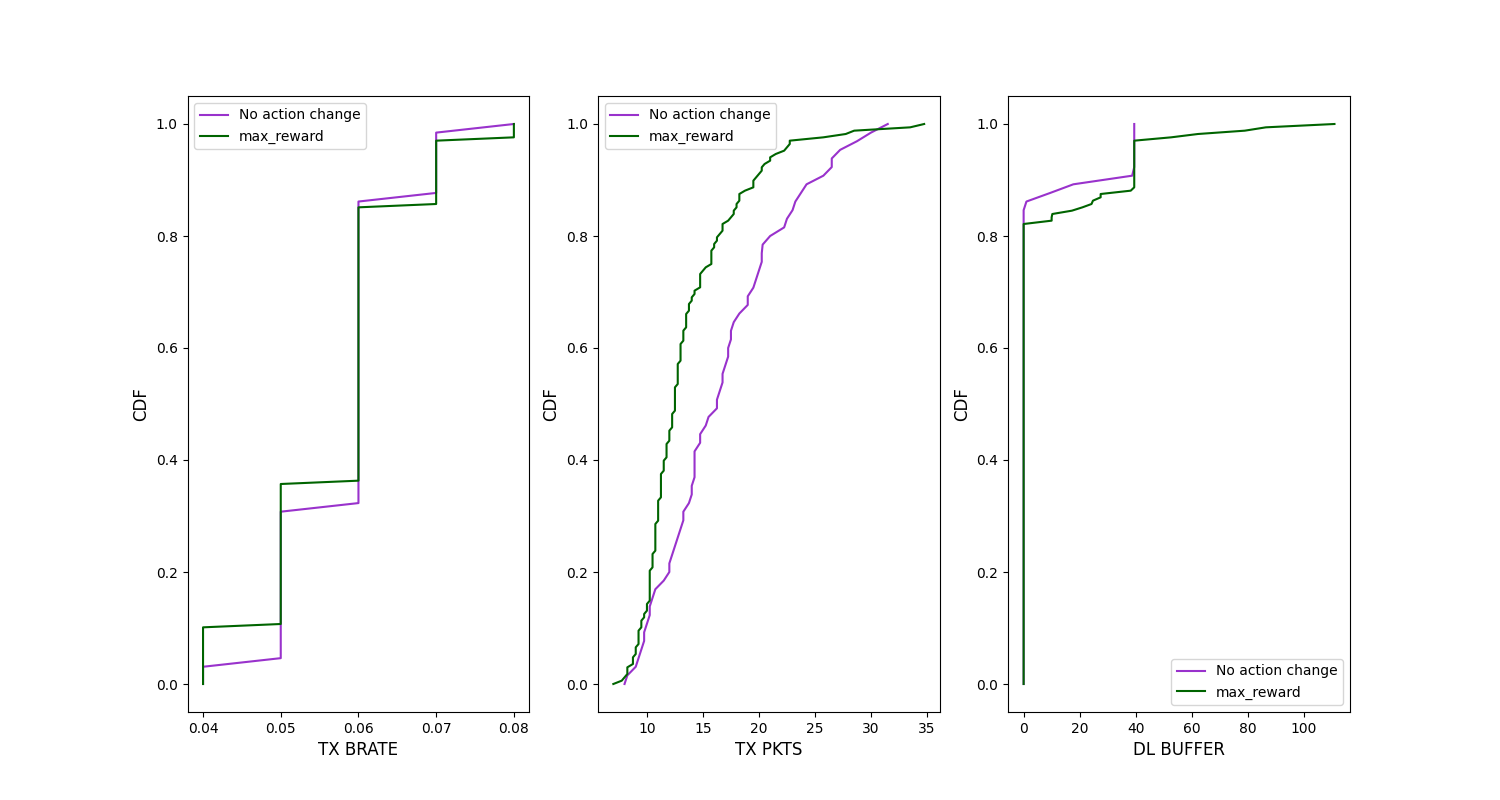 No action change
max_reward
1.0
0.8
0.6
0.4
0.2
0.0
CDF
0.04 0.05 0.06 0.07 0.08
TX BRATE
No action change
max_reward
1.0
0.8
0.6
0.4
0.2
0.0
CDF
10 15 20 25 30 35
TX PKTS
1.0
0.8
0.6
0.4
0.2
0.0
CDF
No action change
max_reward
0 20 40 60 80 100
DL BUFFER